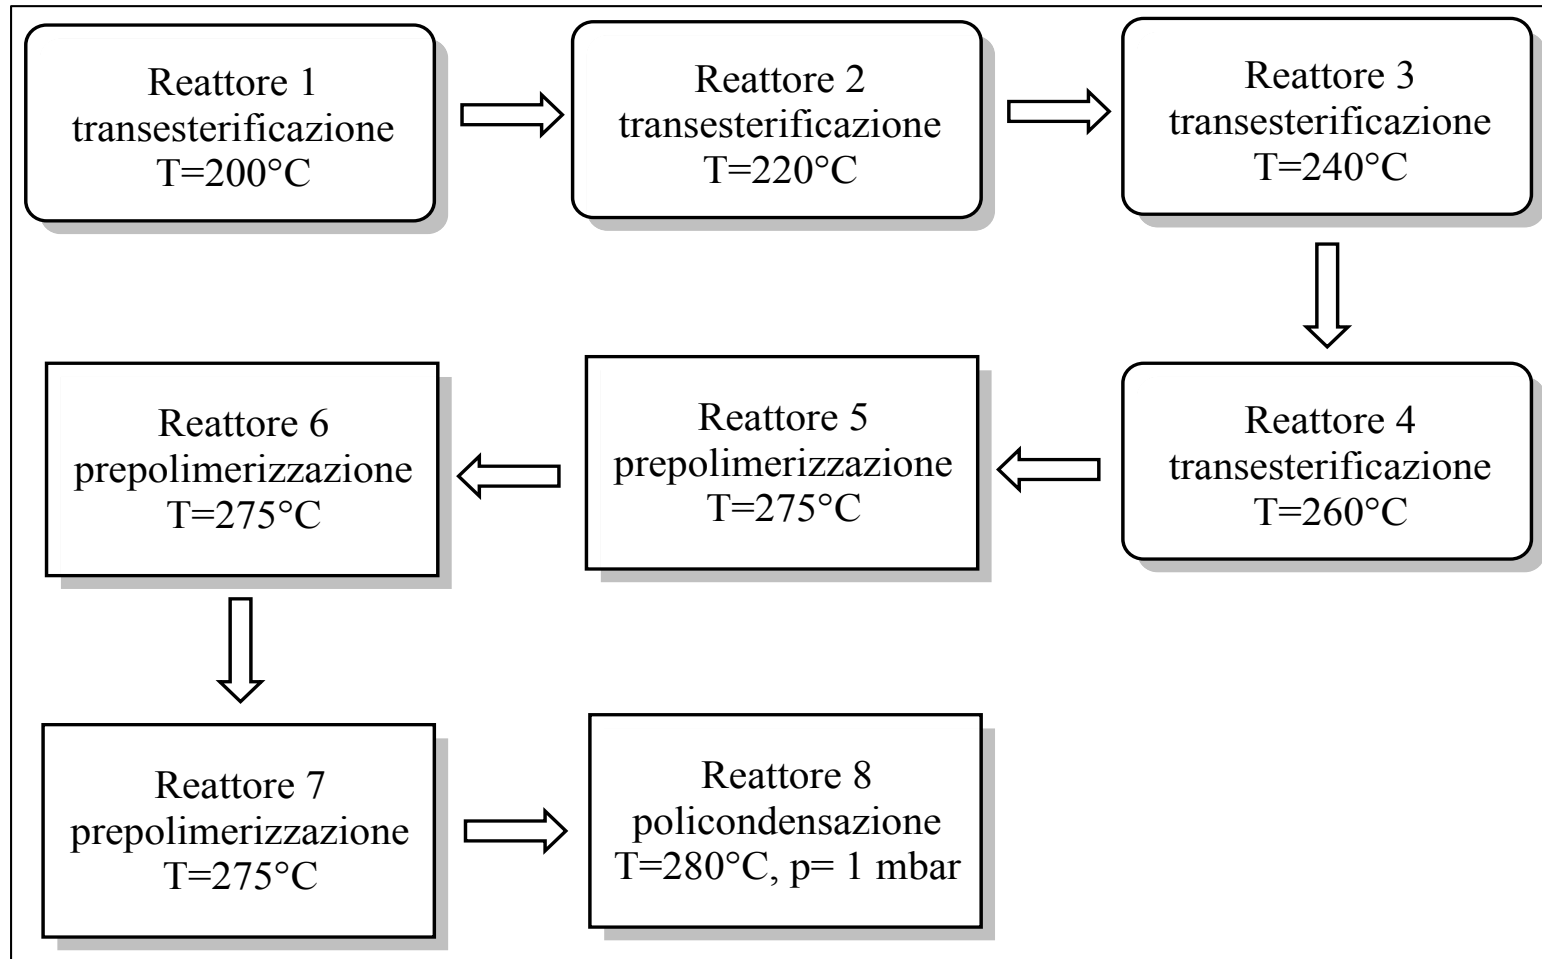 Reattore 1
transesterificazione
T=200°C
Reattore 2
transesterificazione
T=220°C
Reattore 3
transesterificazione
T=240°C
Reattore 4
transesterificazione
T=260°C
Reattore 5
prepolimerizzazione
T=275°C
Reattore 6
prepolimerizzazione
T=275°C
Reattore 7
prepolimerizzazione
T=275°C
Reattore 8
policondensazione
T=280°C, p= 1 mbar